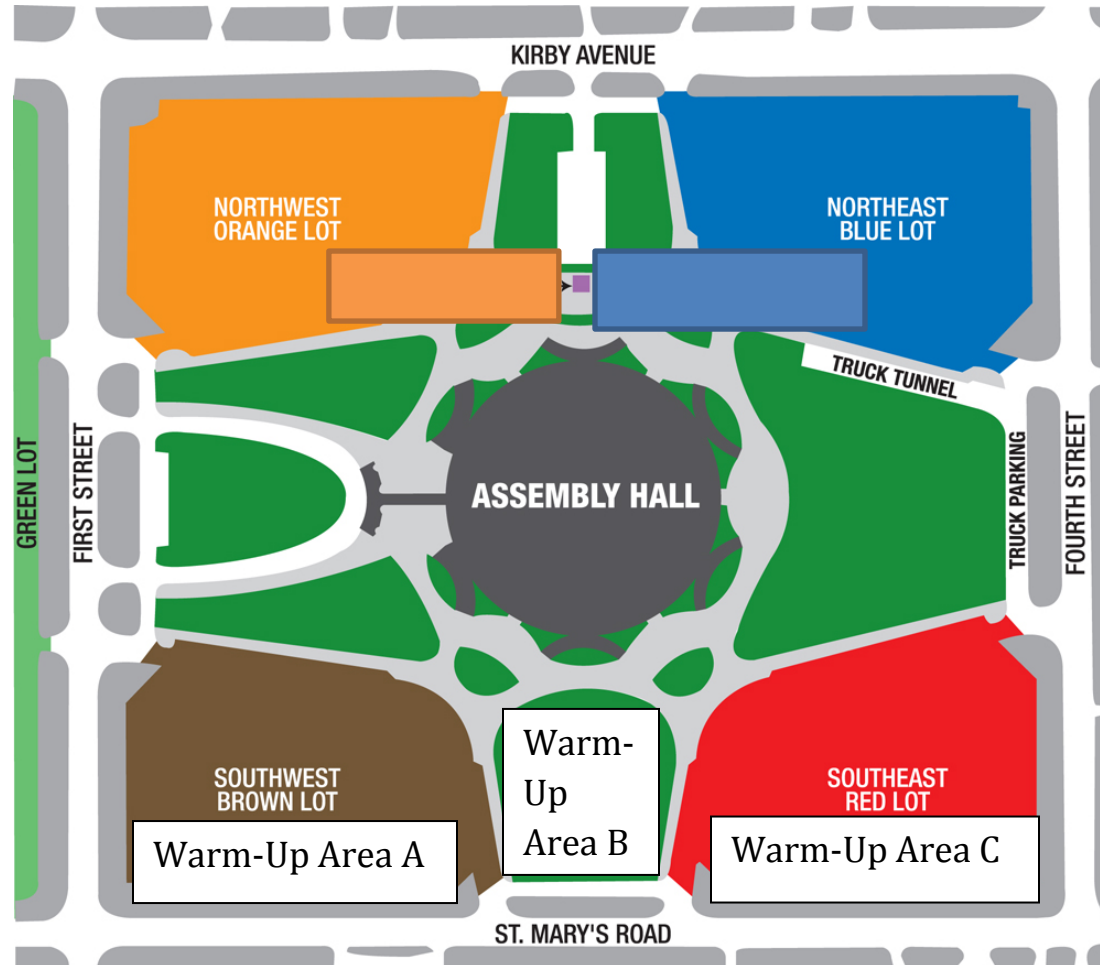 KIRBY AVENUE
NORTHWEST
ORANGE LOT
NORTHEAST
BLUE LOT
TRUCK TUNNEL
GREEN LOT
FIRST STREET
ASSEMBLY HALL
TRUCK PARKING
FOURTH STREET
SOUTHWEST
BROWN LOT
Warm-Up Area A
Warm-
Up
Area B
SOUTHEAST
RED LOT
Warm-Up Area C
ST. MARY'S ROAD